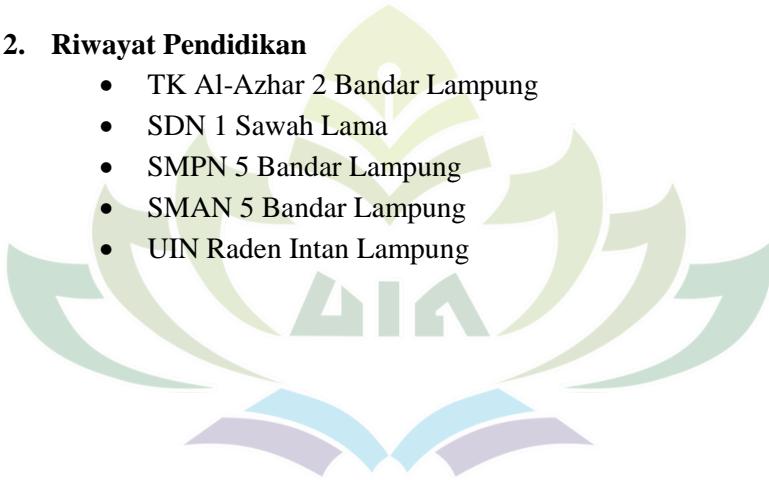 2. Riwayat Pendidikan
• TK Al-Azhar 2 Bandar Lampung
• SDN 1 Sawah Lama
• SMPN 5 Bandar Lampung
• SMAN 5 Bandar Lampung
• UIN Raden Intan Lampung
UIN